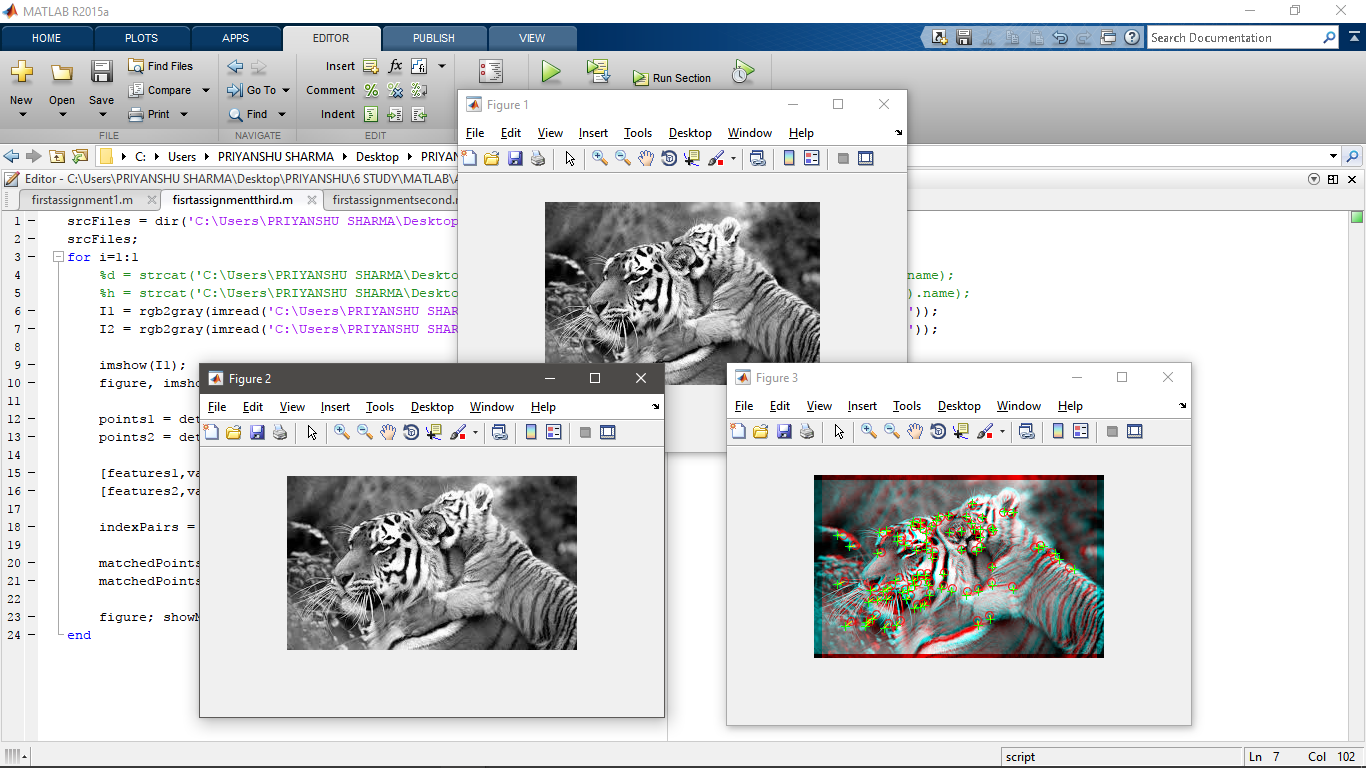 MATLAB R2015a
HOME PLOTS APPS EDITOR PUBLISH VIEW
Search Documentation
New Open Save
Find Files
Compare
Print
FILE
Go To
Find
NAVIGATE
Insert
Comment
Indent
EDIT
Run Section
C: Users PRIYANSHU SHARMA Desktop
Editor - C:\Users\PRIYANSHU SHARMA\Desktop\PRIYANSHU\6 STUDY\MATLAB\
firstassignment1.m fisrtassignmentthird.m firstassignmentsecond.
1 srcFiles = dir('C:\Users\PRIYANSHU SHARMA\Desktop
2 srcFiles;
3 for i=1:1
4 %d = strcat('C:\Users\PRIYANSHU SHARMA\Deskto name);
5 %h = strcat('C:\Users\PRIYANSHU SHARMA\Deskto ).name);
6 I1 = rgb2gray(imread('C:\Users\PRIYANSHU SHAR '));
7 I2 = rgb2gray(imread('C:\Users\PRIYANSHU SHAR '));
8
9 imshow(I1);
10 figure, imsho
11
12 points1 = det
13 points2 = det
14
15 [features1,va
16 [features2,va
17
18 indexPairs =
19
20 matchedPoints
21 matchedPoints
22
23 figure; showM
24 end
Figure 1
File Edit View Insert Tools Desktop Window Help
Figure 2
File Edit View Insert Tools Desktop Window Help
Figure 3
File Edit View Insert Tools Desktop Window Help
script
Ln 7 Col 102